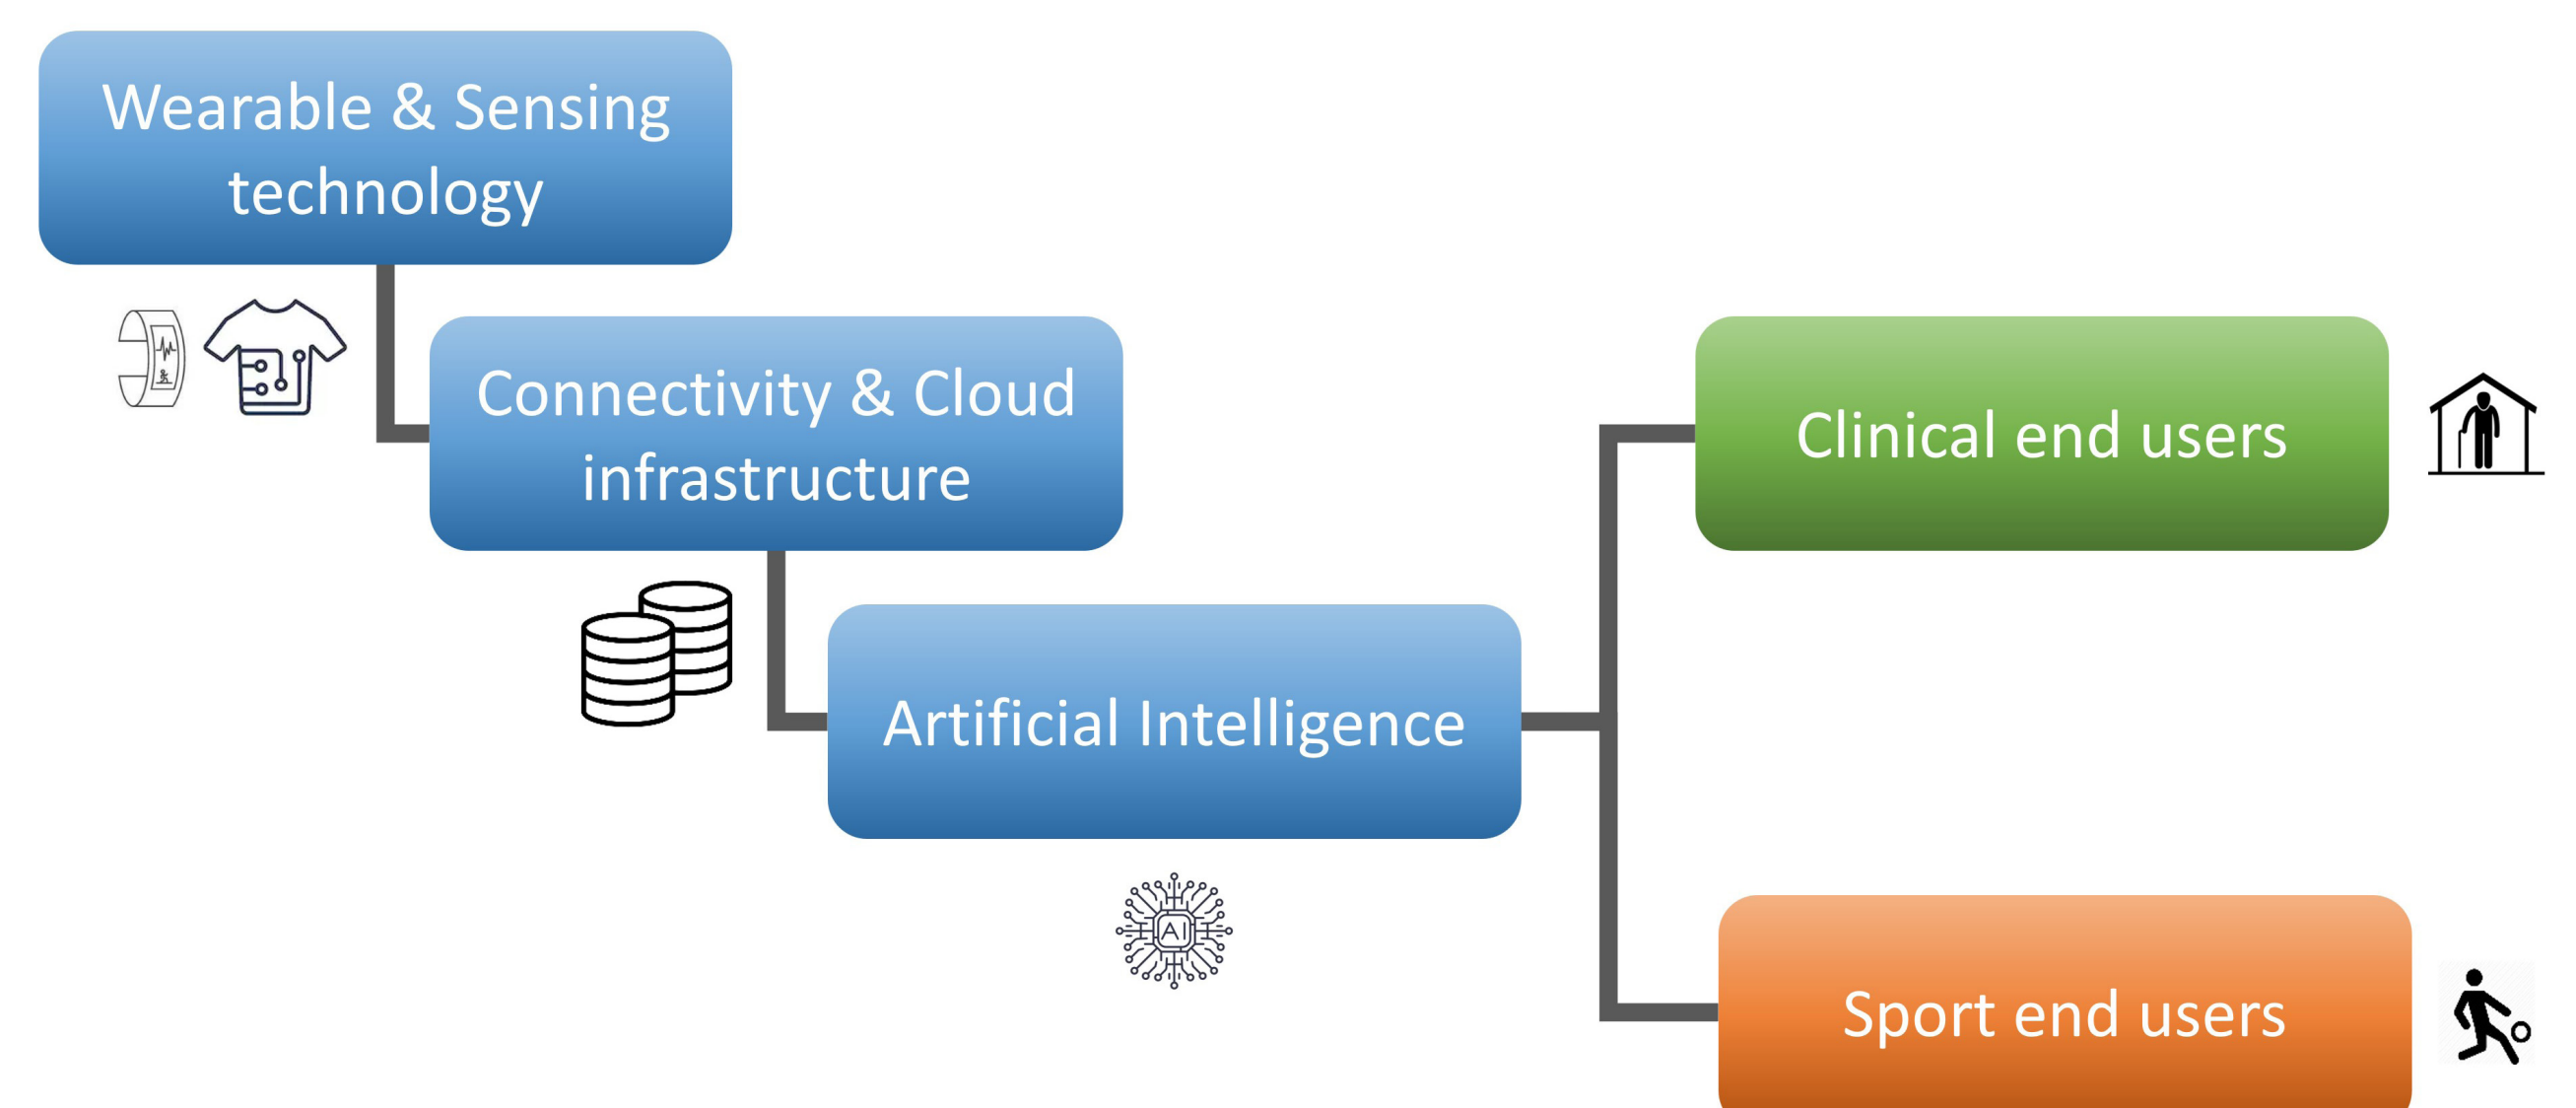 Wearable & Sensing
technology
Connectivity & Cloud
infrastructure
Clinical end users
Artificial Intelligence
AI
Sport end users